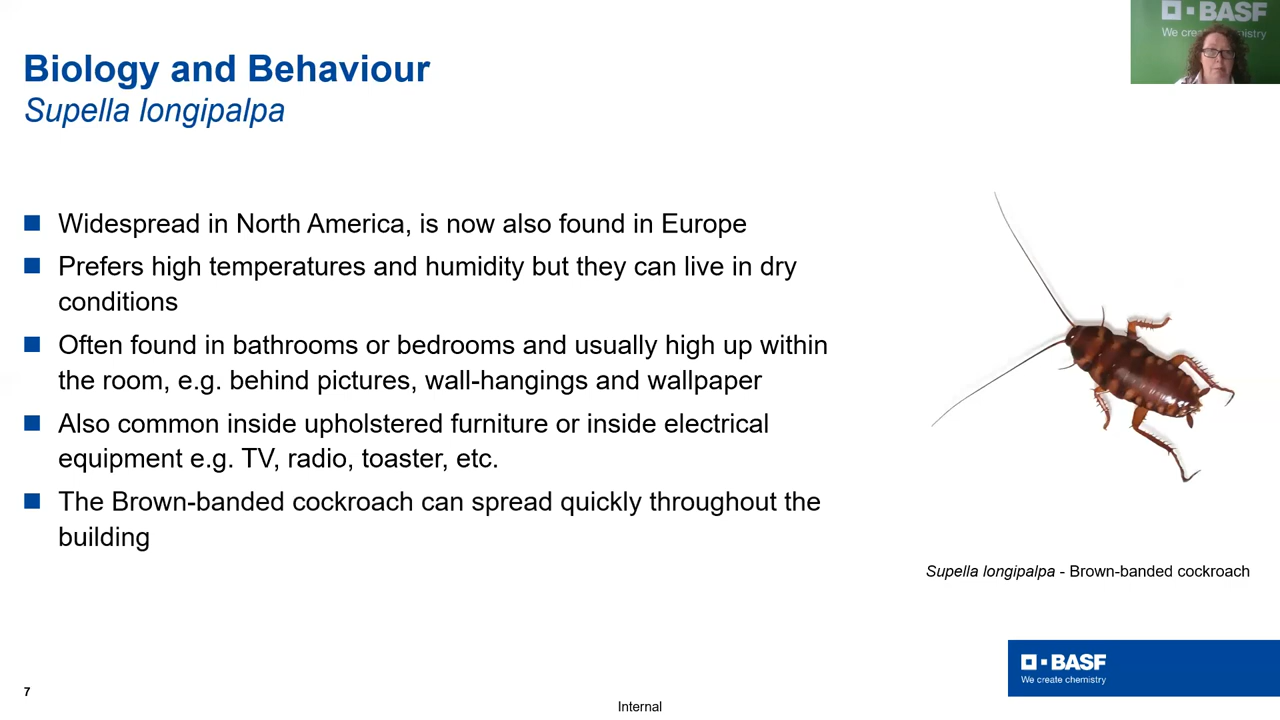 BASF
We create chemistry
Biology and Behaviour
Supella longipalpa
Widespread in North America, is now also found in Europe
Prefers high temperatures and humidity but they can live in dry
conditions
Often found in bathrooms or bedrooms and usually high up within
the room, e.g. behind pictures, wall-hangings and wallpaper
Also common inside upholstered furniture or inside electrical
equipment e.g. TV, radio, toaster, etc.
The Brown-banded cockroach can spread quickly throughout the
building
Supella longipalpa - Brown-banded cockroach
BASF
We create chemistry
7
Internal